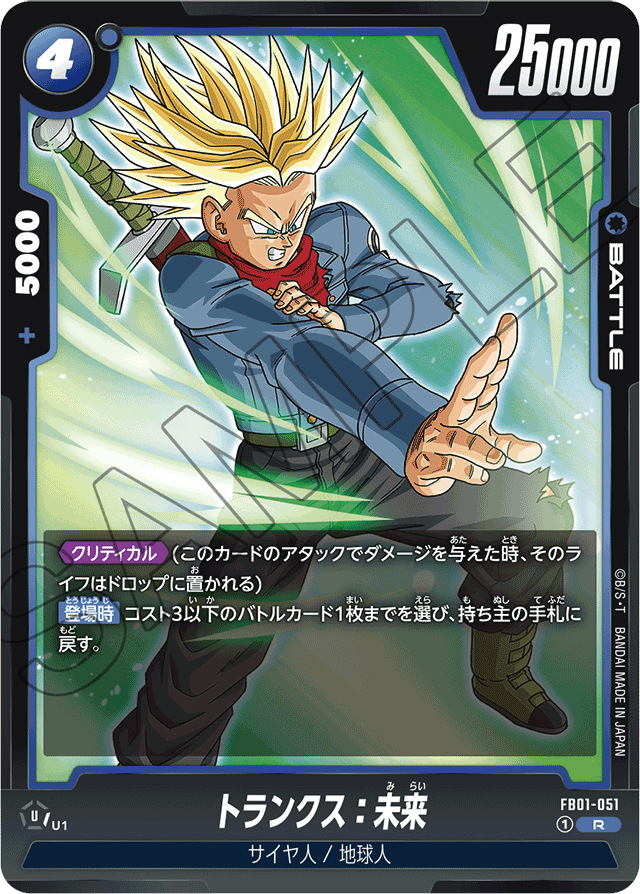 4
25000
+ 5000
BATTLE
SAMPLE
クリティカル (このカードのアタックでダメージを与えた時、そのラ
イフはドロップに置かれる)
登場時 コスト3以下のバトルカード1枚までを選び、持ち主の手札に
戻す。
©B/S・T BANDAI MADE IN JAPAN
トランクス：未来
FB01-051
U U1
1 R
サイヤ人 / 地球人